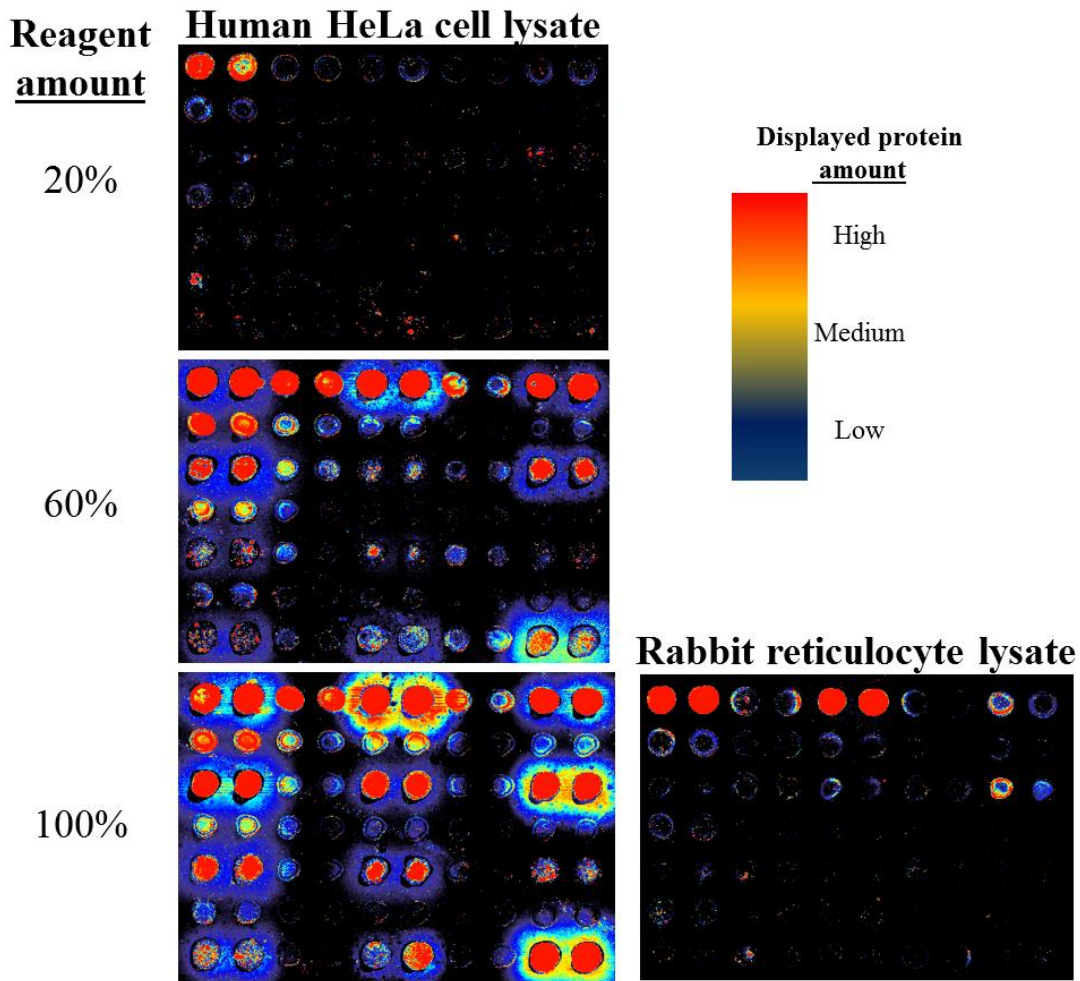 Reagent
amount
Human HeLa cell lysate
20%
60%
100%
Displayed protein
amount
High
Medium
Low
Rabbit reticulocyte lysate